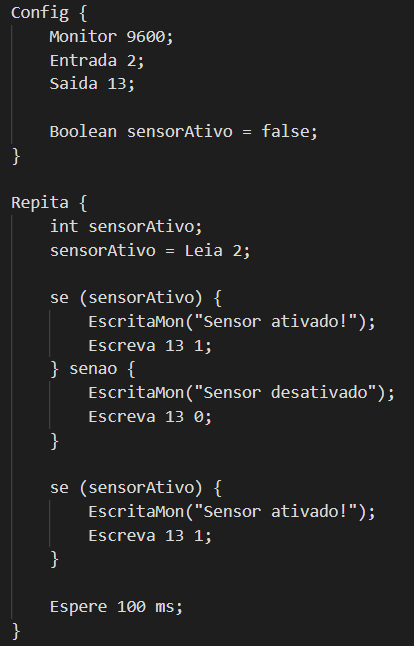 Config {
    Monitor 9600;
    Entrada 2;
    Saida 13;

    Boolean sensorAtivo = false;
}

Repita {
    int sensorAtivo;
    sensorAtivo = Leia 2;

    se (sensorAtivo) {
        EscritaMon("Sensor ativado!");
        Escreva 13 1;
    } senao {
        EscritaMon("Sensor desativado");
        Escreva 13 0;
    }

    se (sensorAtivo) {
        EscritaMon("Sensor ativado!");
        Escreva 13 1;
    }

    Espere 100 ms;
}